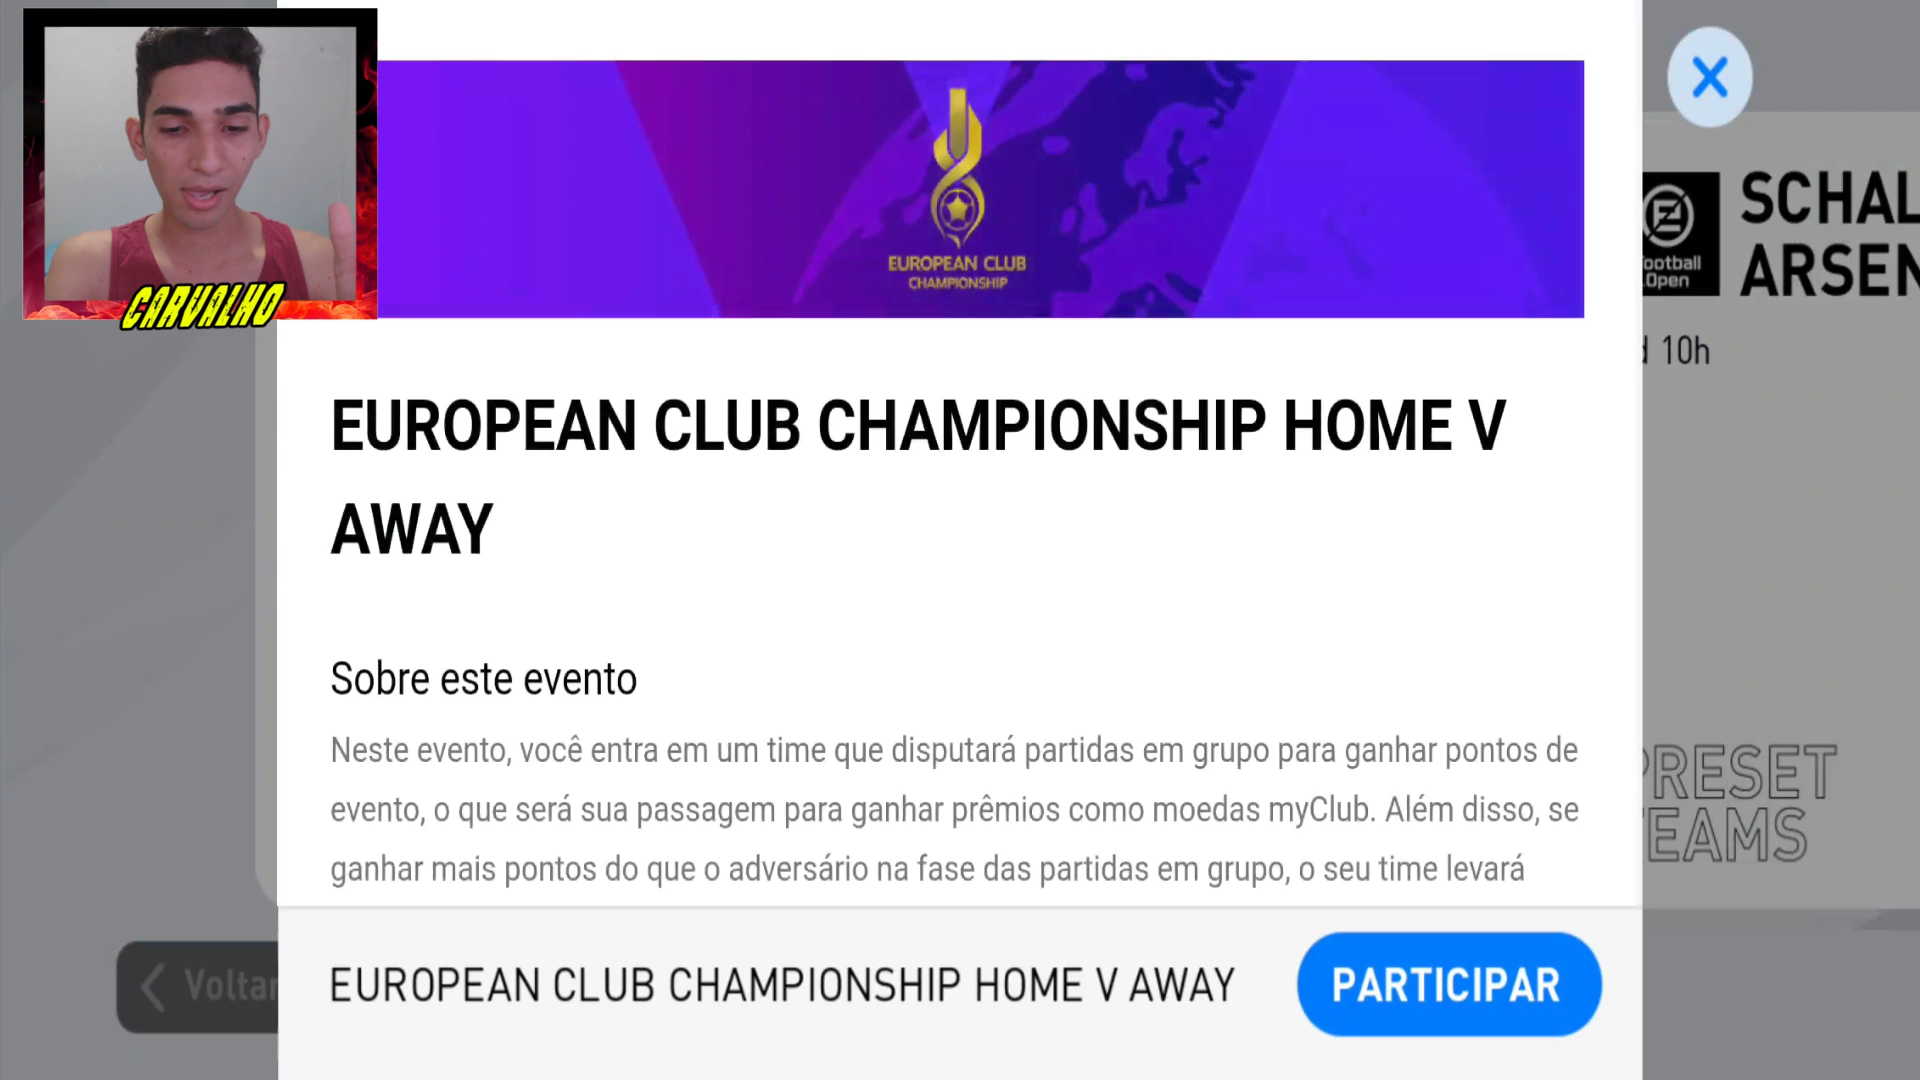 CARVALHO
EUROPEAN CLUB
CHAMPIONSHIP
EUROPEAN CLUB CHAMPIONSHIP HOME V
AWAY
Sobre este evento
Neste evento, você entra em um time que disputará partidas em grupo para ganhar pontos de
evento, o que será sua passagem para ganhar prêmios como moedas myClub. Além disso, se
ganhar mais pontos do que o adversário na fase das partidas em grupo, o seu time levará
Voltar
EUROPEAN CLUB CHAMPIONSHIP HOME V AWAY
PARTICIPAR
SCHAL
ARSEN
ootball
Open
d 10h
PRESET
TEAMS